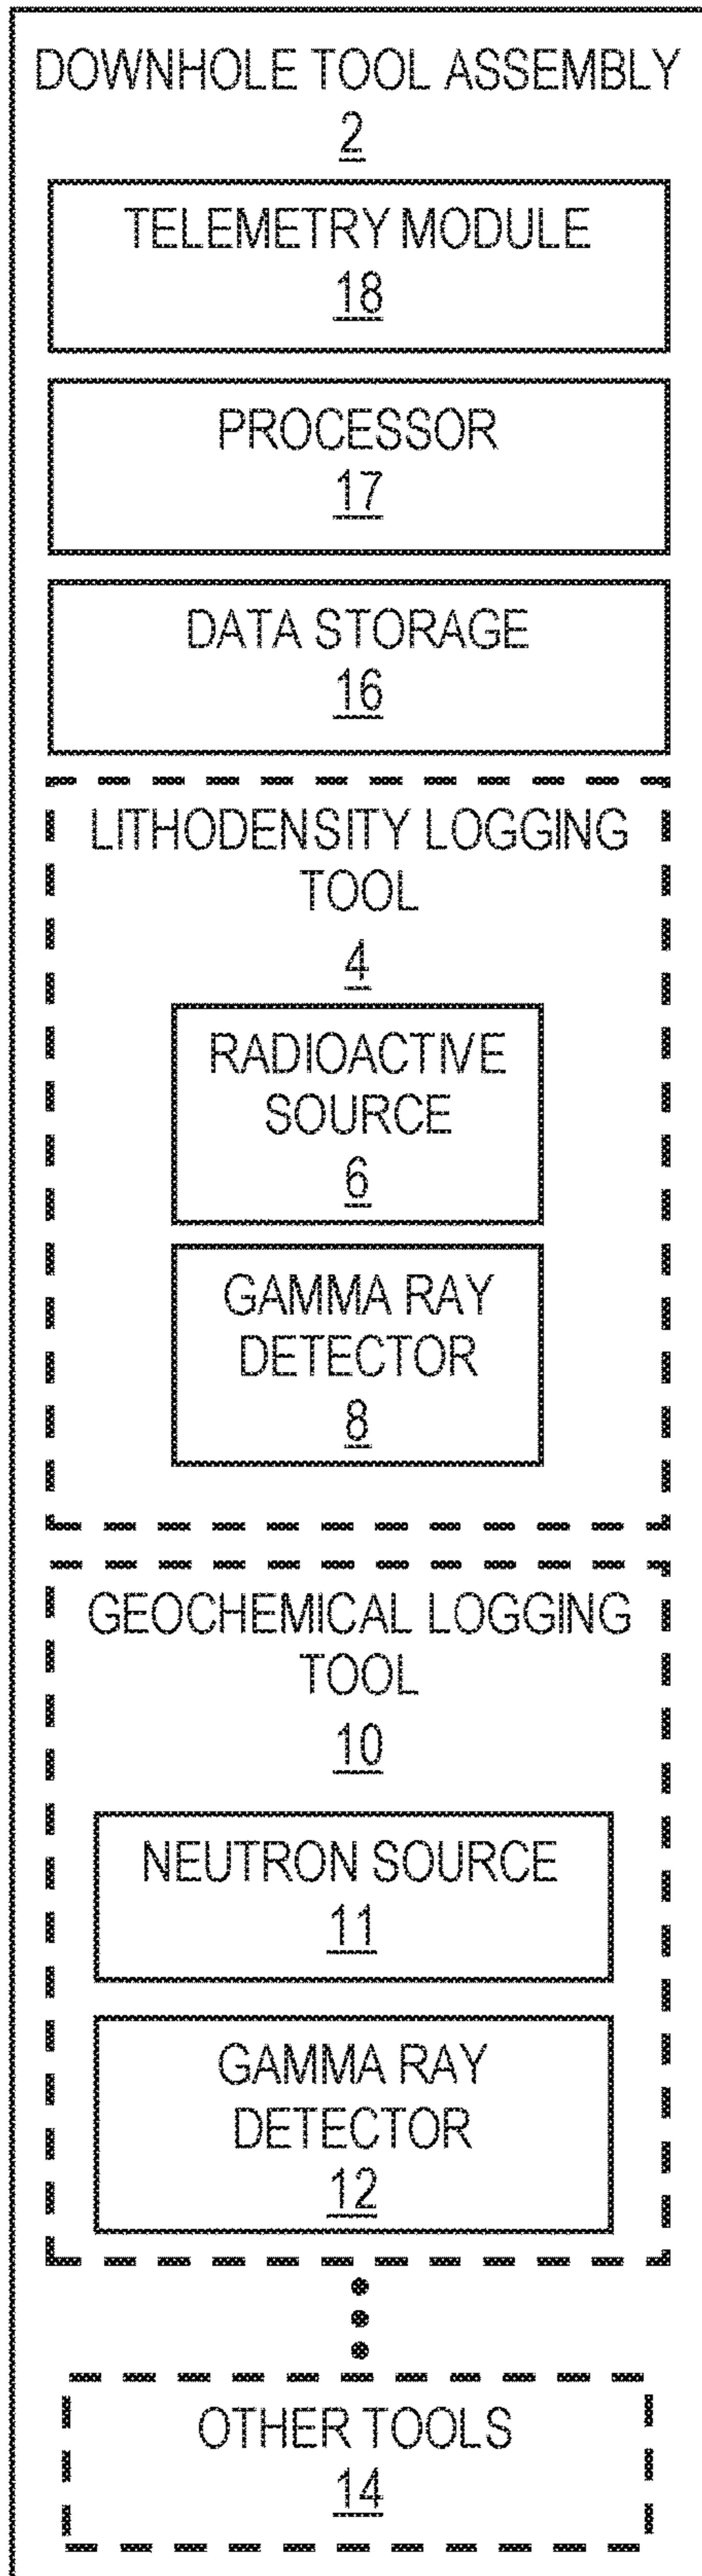 DOWNHOLE TOOL ASSEMBLY
2
TELEMETRY MODULE
18
PROCESSOR
17
DATA STORAGE
16
LITHODENSITY LOGGING
TOOL
4
RADIOACTIVE
SOURCE
6
GAMMA RAY
DETECTOR
8
GEOCHEMICAL LOGGING
TOOL
10
NEUTRON SOURCE
11
GAMMA RAY
DETECTOR
12
OTHER TOOLS
14